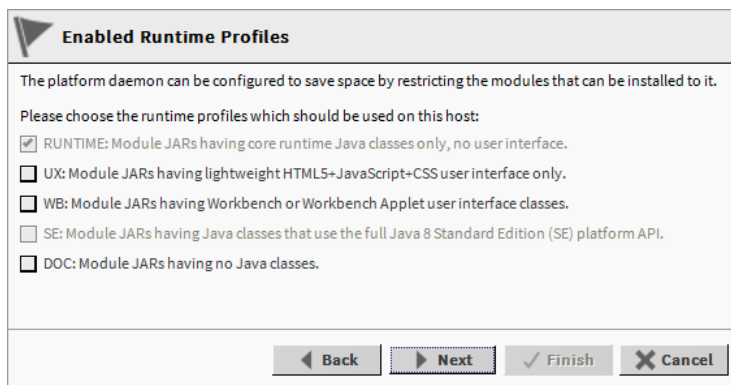 Enabled Runtime Profiles
The platform daemon can be configured to save space by restricting the modules that can be installed to it.
Please choose the runtime profiles which should be used on this host:
RUNTIME: Module JARs having core runtime Java classes only, no user interface.
UX: Module JARs having lightweight HTML5+JavaScript+CSS user interface only.
WB: Module JARs having Workbench or Workbench Applet user interface classes.
SE: Module JARs having Java classes that use the full Java 8 Standard Edition (SE) platform API.
DOC: Module JARs having no Java classes.
Back Next Finish Cancel